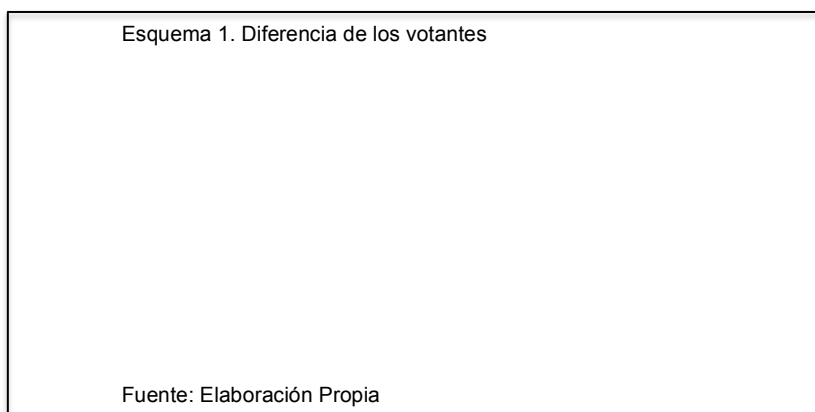 Esquema 1. Diferencia de los votantes
Fuente: Elaboración Propia